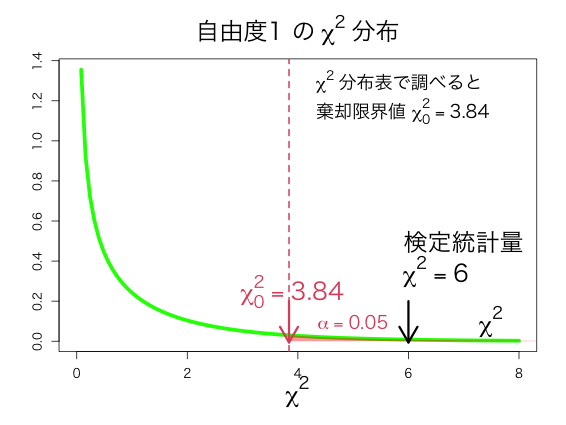 自由度1 の χ² 分布
χ² 分布表で調べると
棄却限界値 χ₀² = 3.84
検定統計量
χ² = 6
χ₀² = 3.84
α = 0.05
χ²
1.4
1.2
1.0
0.8
0.6
0.4
0.2
0.0
0 2 4 6 8
χ²